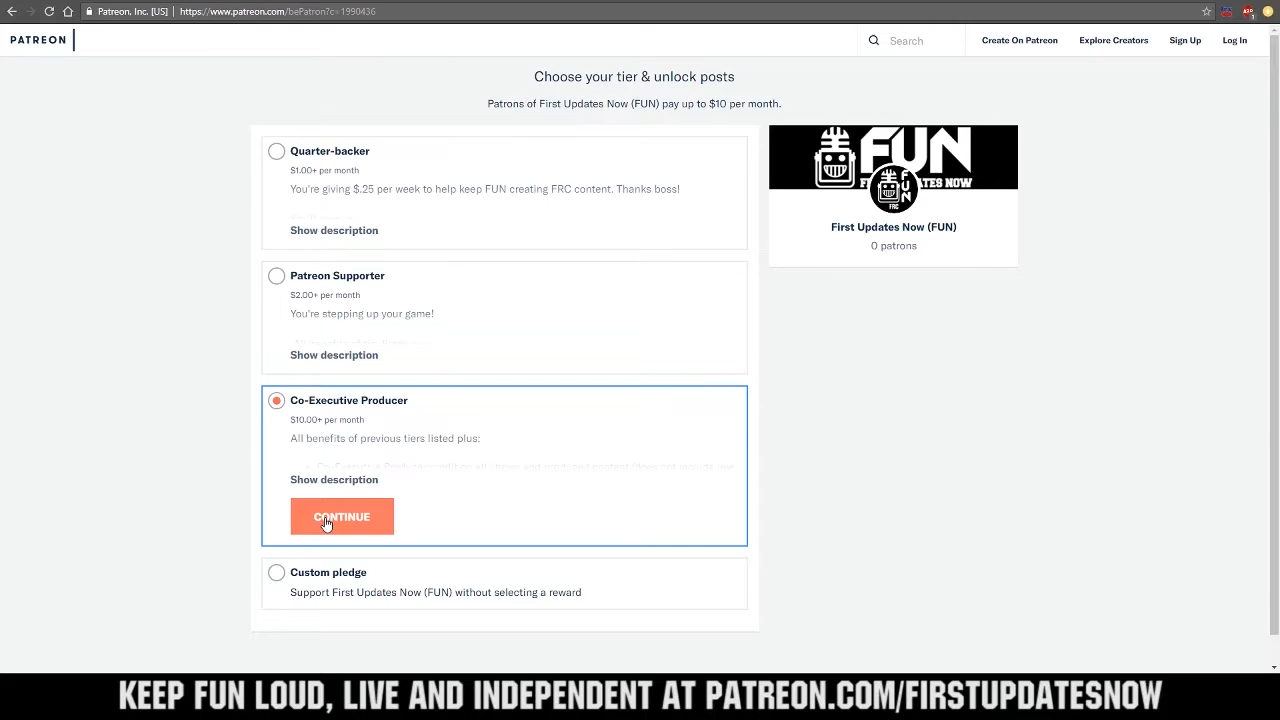 Patreon, Inc. [US] | https://www.patreon.com/bePatron?c=1990436
PATREON
Search
Create On Patreon
Explore Creators
Sign Up
Log In
Choose your tier & unlock posts
Patrons of First Updates Now (FUN) pay up to $10 per month.
Quarter-backer
$1.00+ per month
You're giving $.25 per week to help keep FUN creating FRC content. Thanks boss!
Show description
Patreon Supporter
$2.00+ per month
You're stepping up your game!
Show description
Co-Executive Producer
$10.00+ per month
All benefits of previous tiers listed plus:
Show description
CONTINUE
Custom pledge
Support First Updates Now (FUN) without selecting a reward
FUN
FUN
FRC
First Updates Now (FUN)
0 patrons
KEEP FUN LOUD, LIVE AND INDEPENDENT AT PATREON.COM/FIRSTUPDATESNOW